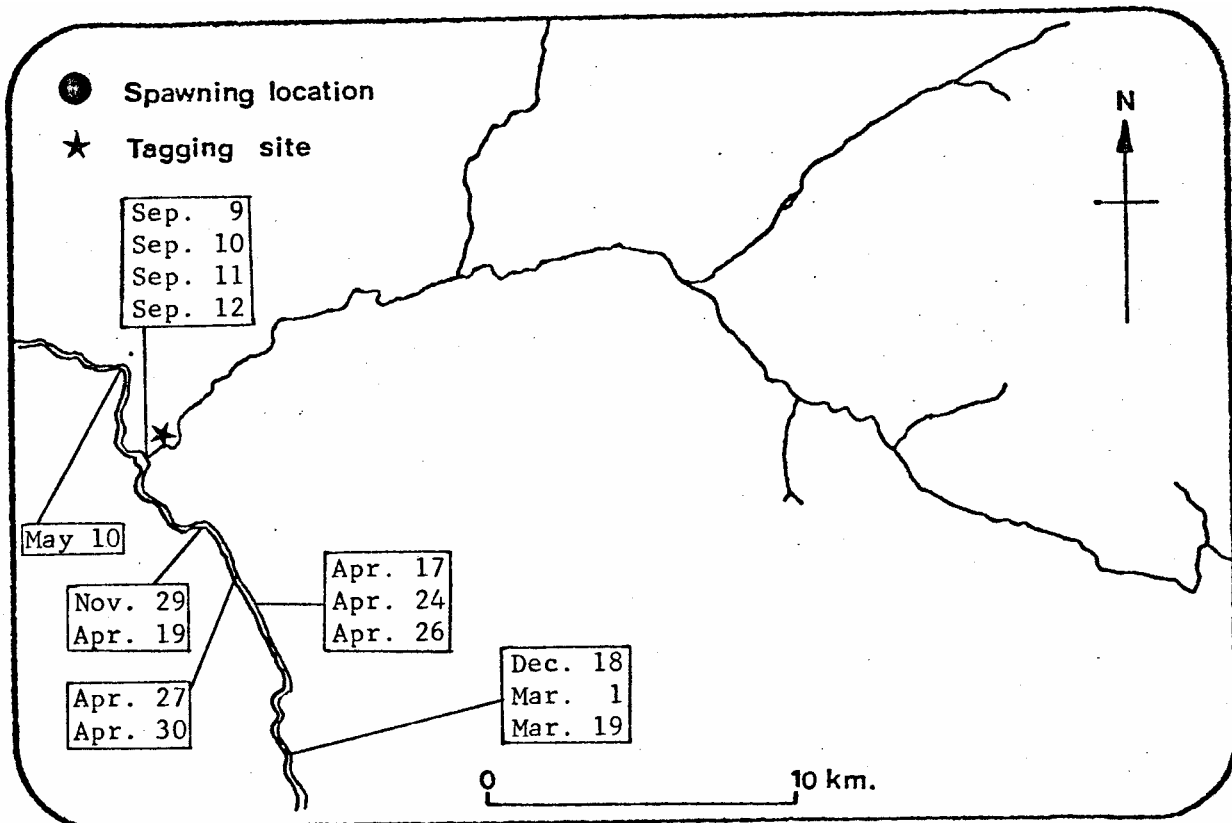 Spawning location
Tagging site
N
Sep. 9
Sep. 10
Sep. 11
Sep. 12
May 10
Nov. 29
Apr. 19
Apr. 17
Apr. 24
Apr. 26
Apr. 27
Apr. 30
Dec. 18
Mar. 1
Mar. 19
0 10 km.